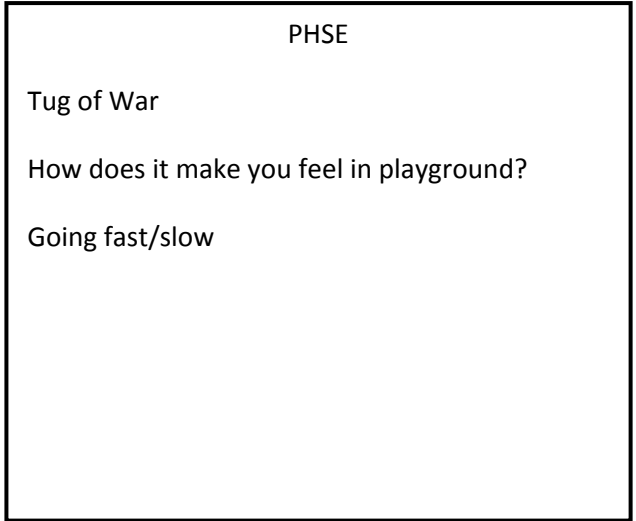 PHSE
Tug of War
How does it make you feel in playground?
Going fast/slow